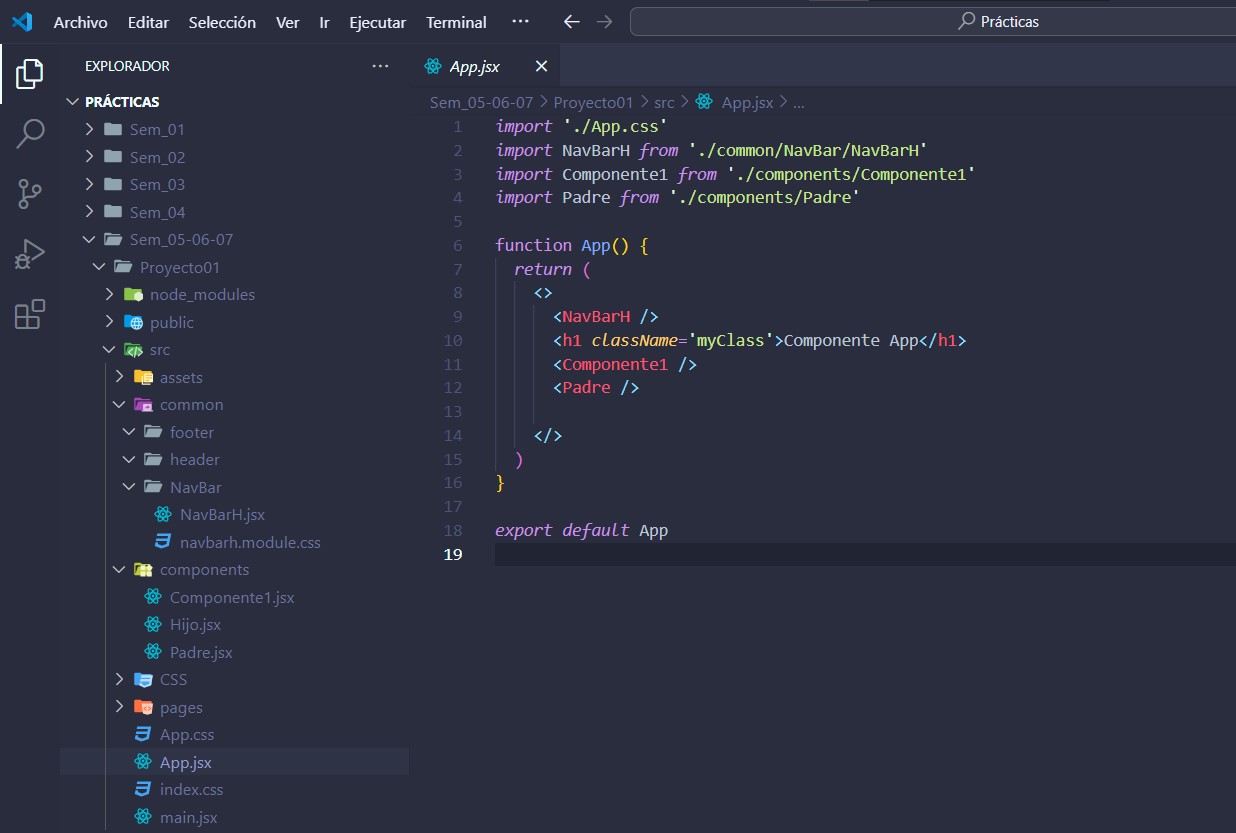 Archivo Editar Selección Ver Ir Ejecutar Terminal ... Prácticas
EXPLORADOR ...
PRÁCTICAS
Sem_01
Sem_02
Sem_03
Sem_04
Sem_05-06-07
Proyecto01
node_modules
public
src
assets
common
footer
header
NavBar
NavBarH.jsx
navbarh.module.css
components
Componente1.jsx
Hijo.jsx
Padre.jsx
CSS
pages
App.css
App.jsx
index.css
main.jsx
App.jsx
Sem_05-06-07 > Proyecto01 > src > App.jsx > ...
1 import './App.css'
2 import NavBarH from './common/NavBar/NavBarH'
3 import Componente1 from './components/Componente1'
4 import Padre from './components/Padre'
5
6 function App() {
7   return (
8     <>
9       <NavBarH />
10       <h1 className='myClass'>Componente App</h1>
11       <Componente1 />
12       <Padre />
13
14     </>
15   )
16 }
17
18 export default App
19